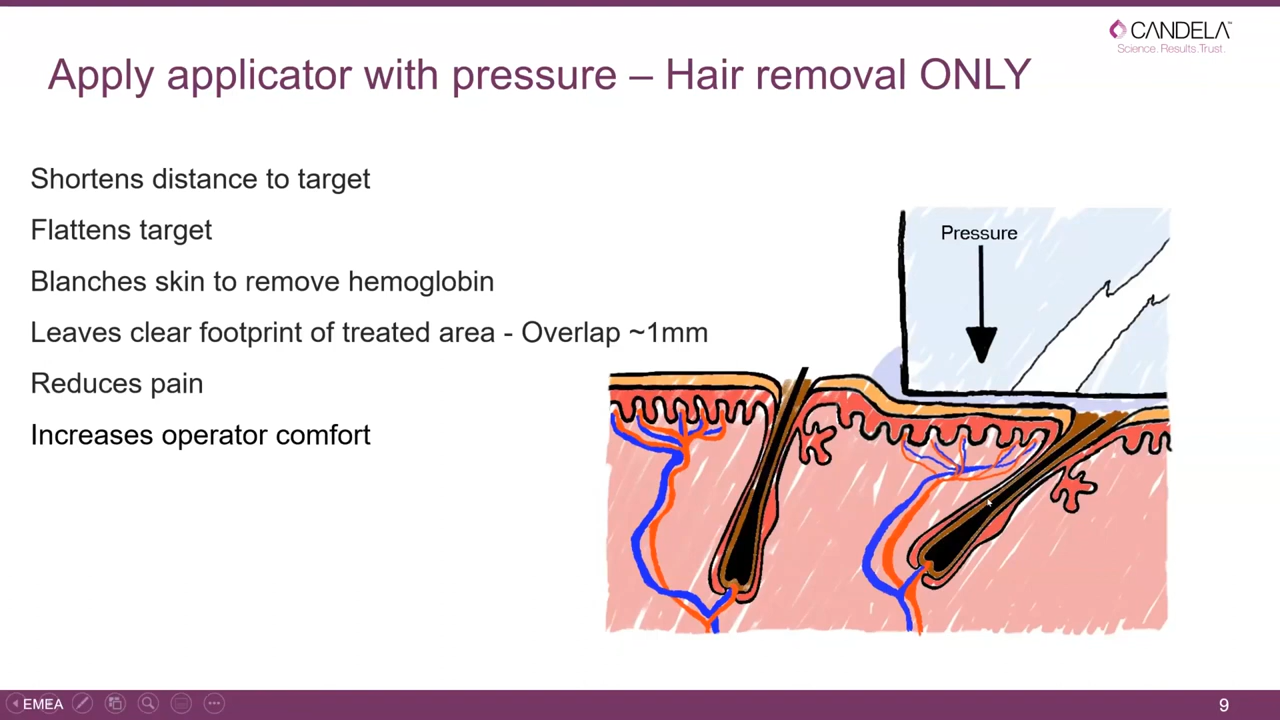 CANDELA™
Science. Results. Trust.
Apply applicator with pressure – Hair removal ONLY
Shortens distance to target
Flattens target
Blanches skin to remove hemoglobin
Leaves clear footprint of treated area - Overlap ~1mm
Reduces pain
Increases operator comfort
Pressure
EMEA
9